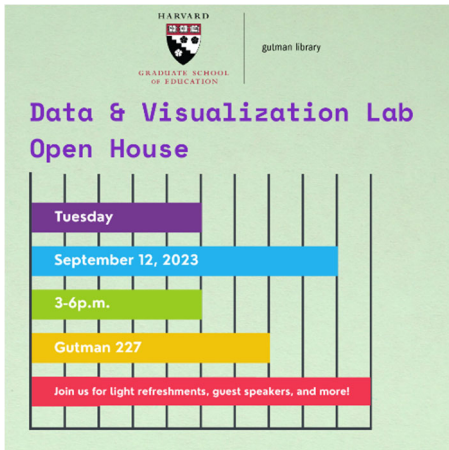 HARVARD
GRADUATE SCHOOL
OF EDUCATION
gutman library
Data & Visualization Lab
Open House
Tuesday
September 12, 2023
3-6p.m.
Gutman 227
Join us for light refreshments, guest speakers, and more!